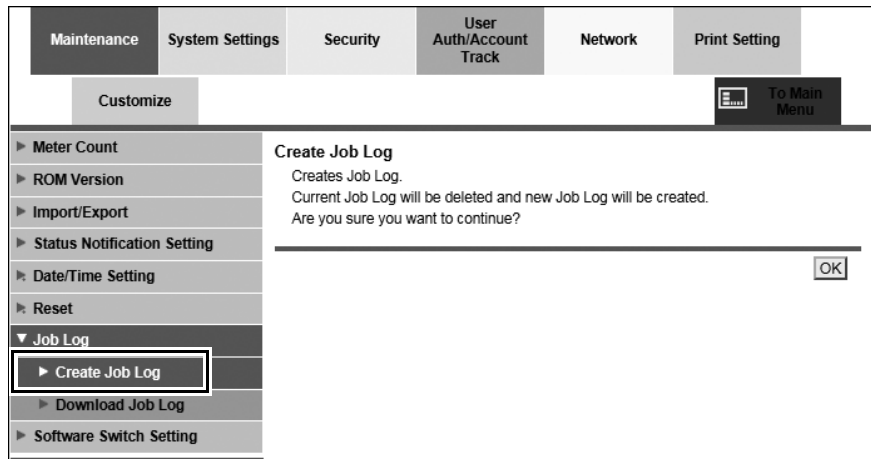 Maintenance
System Settings
Security
User
Auth/Account
Track
Network
Print Setting
Customize
To Main
Menu
Meter Count
ROM Version
Import/Export
Status Notification Setting
Date/Time Setting
Reset
Job Log
Create Job Log
Download Job Log
Software Switch Setting
Create Job Log
Creates Job Log.
Current Job Log will be deleted and new Job Log will be created.
Are you sure you want to continue?
OK